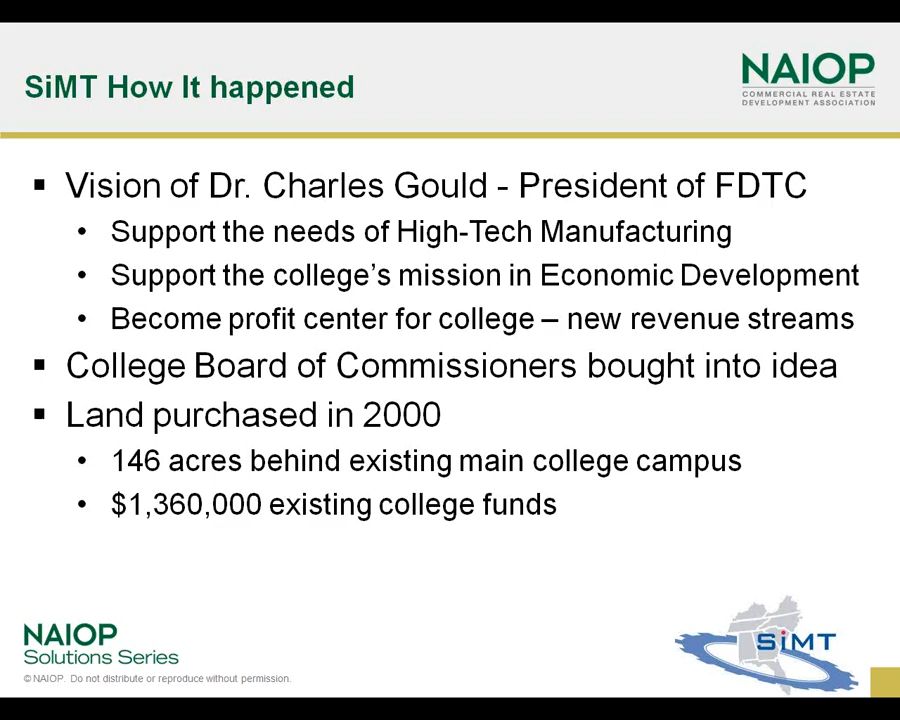 SiMT How It happened
NAIOP
COMMERCIAL REAL ESTATE
DEVELOPMENT ASSOCIATION
▪ Vision of Dr. Charles Gould - President of FDTC
• Support the needs of High-Tech Manufacturing
• Support the college’s mission in Economic Development
• Become profit center for college – new revenue streams
▪ College Board of Commissioners bought into idea
▪ Land purchased in 2000
• 146 acres behind existing main college campus
• $1,360,000 existing college funds
NAIOP
Solutions Series
© NAIOP. Do not distribute or reproduce without permission.
SiMT